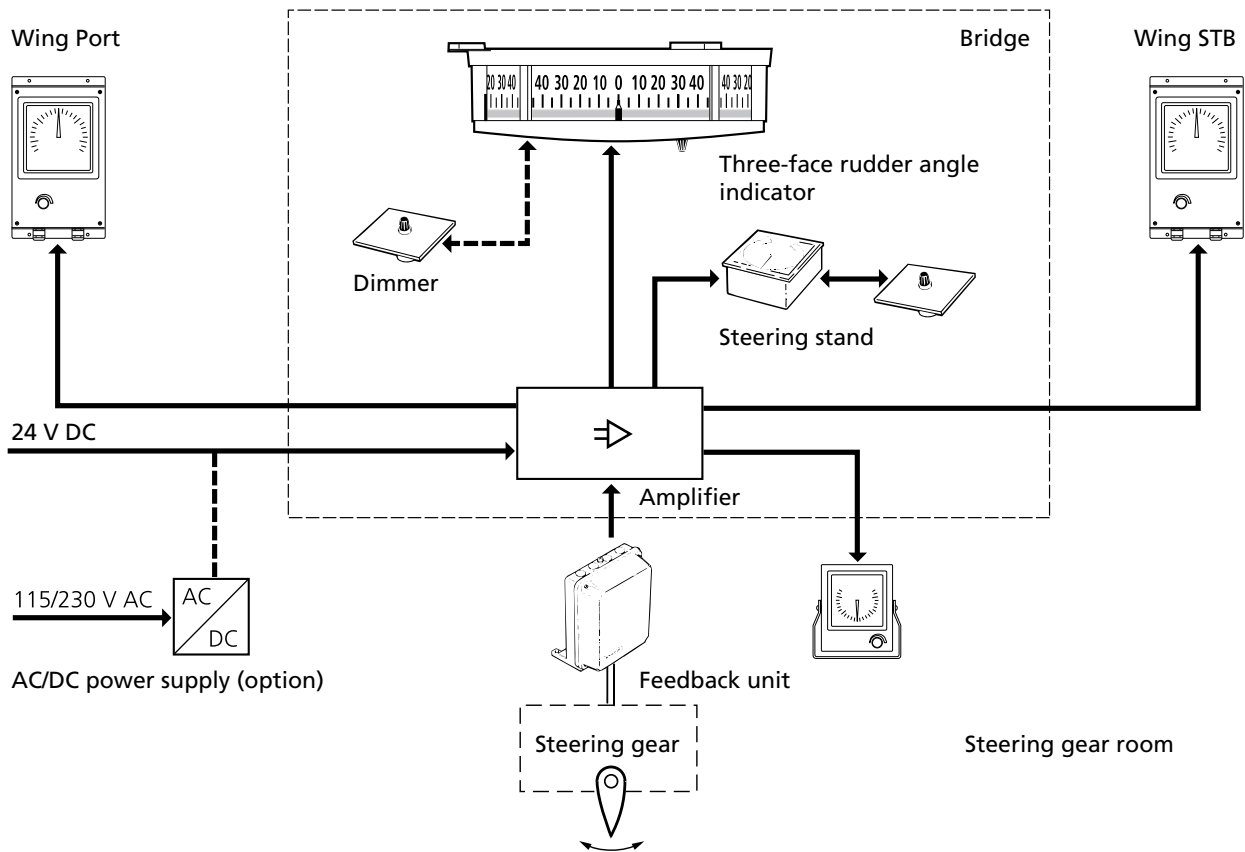 Wing Port
Bridge
Wing STB
20 30 40 40 30 20 10 0 10 20 30 40 40 30 20
Three-face rudder angle
indicator
Dimmer
Steering stand
24 V DC
Amplifier
115/230 V AC
AC
DC
AC/DC power supply (option)
Feedback unit
Steering gear
Steering gear room